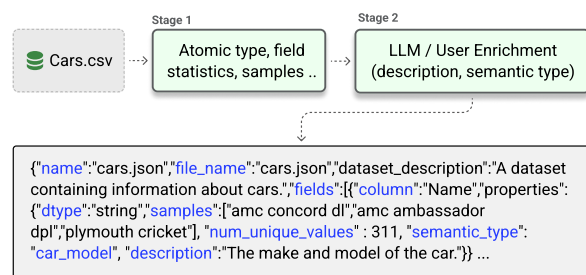 Stage 1
Stage 2
Cars.csv
Atomic type, field
statistics, samples ..
LLM / User Enrichment
(description, semantic type)
{"name":"cars.json","file_name":"cars.json","dataset_description":"A dataset
containing information about cars.","fields":[{"column":"Name","properties":
{"dtype":"string","samples":["amc concord dl","amc ambassador
dpl","plymouth cricket"], "num_unique_values" : 311, "semantic_type":
"car_model", "description":"The make and model of the car."}} ...